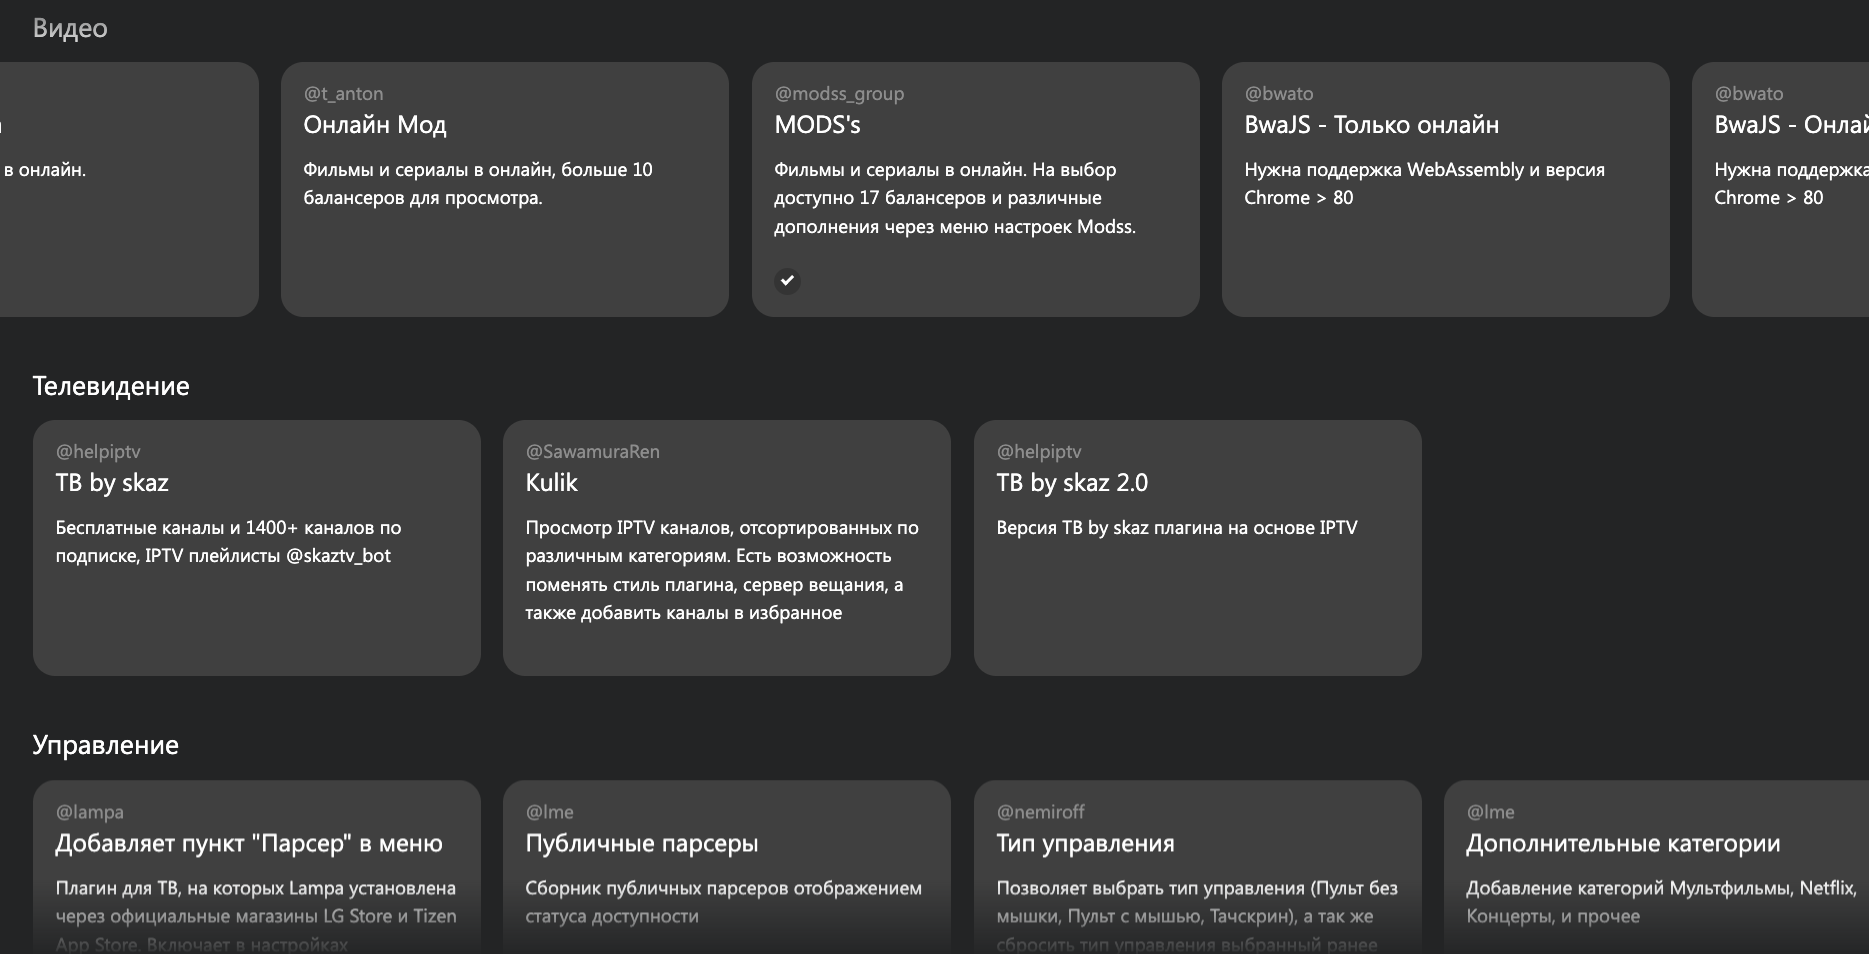 Видео
в онлайн.
@t_anton
Онлайн Мод
Фильмы и сериалы в онлайн, больше 10
балансеров для просмотра.
@modss_group
MODS's
Фильмы и сериалы в онлайн. На выбор
доступно 17 балансеров и различные
дополнения через меню настроек Modss.
@bwato
BwaJS - Только онлайн
Нужна поддержка WebAssembly и версия
Chrome > 80
@bwato
BwaJS - Онлай
Нужна поддержка
Chrome > 80
Телевидение
@helpiptv
ТВ by skaz
Бесплатные каналы и 1400+ каналов по
подписке, IPTV плейлисты @skaztv_bot
@SawamuraRen
Kulik
Просмотр IPTV каналов, отсортированных по
различным категориям. Есть возможность
поменять стиль плагина, сервер вещания, а
также добавить каналы в избранное
@helpiptv
ТВ by skaz 2.0
Версия ТВ by skaz плагина на основе IPTV
Управление
@lampa
Добавляет пункт "Парсер" в меню
Плагин для ТВ, на которых Lampa установлена
через официальные магазины LG Store и Tizen
App Store. Включает в настройках
@lme
Публичные парсеры
Сборник публичных парсеров отображением
статуса доступности
@nemiroff
Тип управления
Позволяет выбрать тип управления (Пульт без
мышки, Пульт с мышью, Тачскрин), а так же
сбросить тип управления выбранный ранее
@lme
Дополнительные категории
Добавление категорий Мультфильмы, Netflix,
Концерты, и прочее